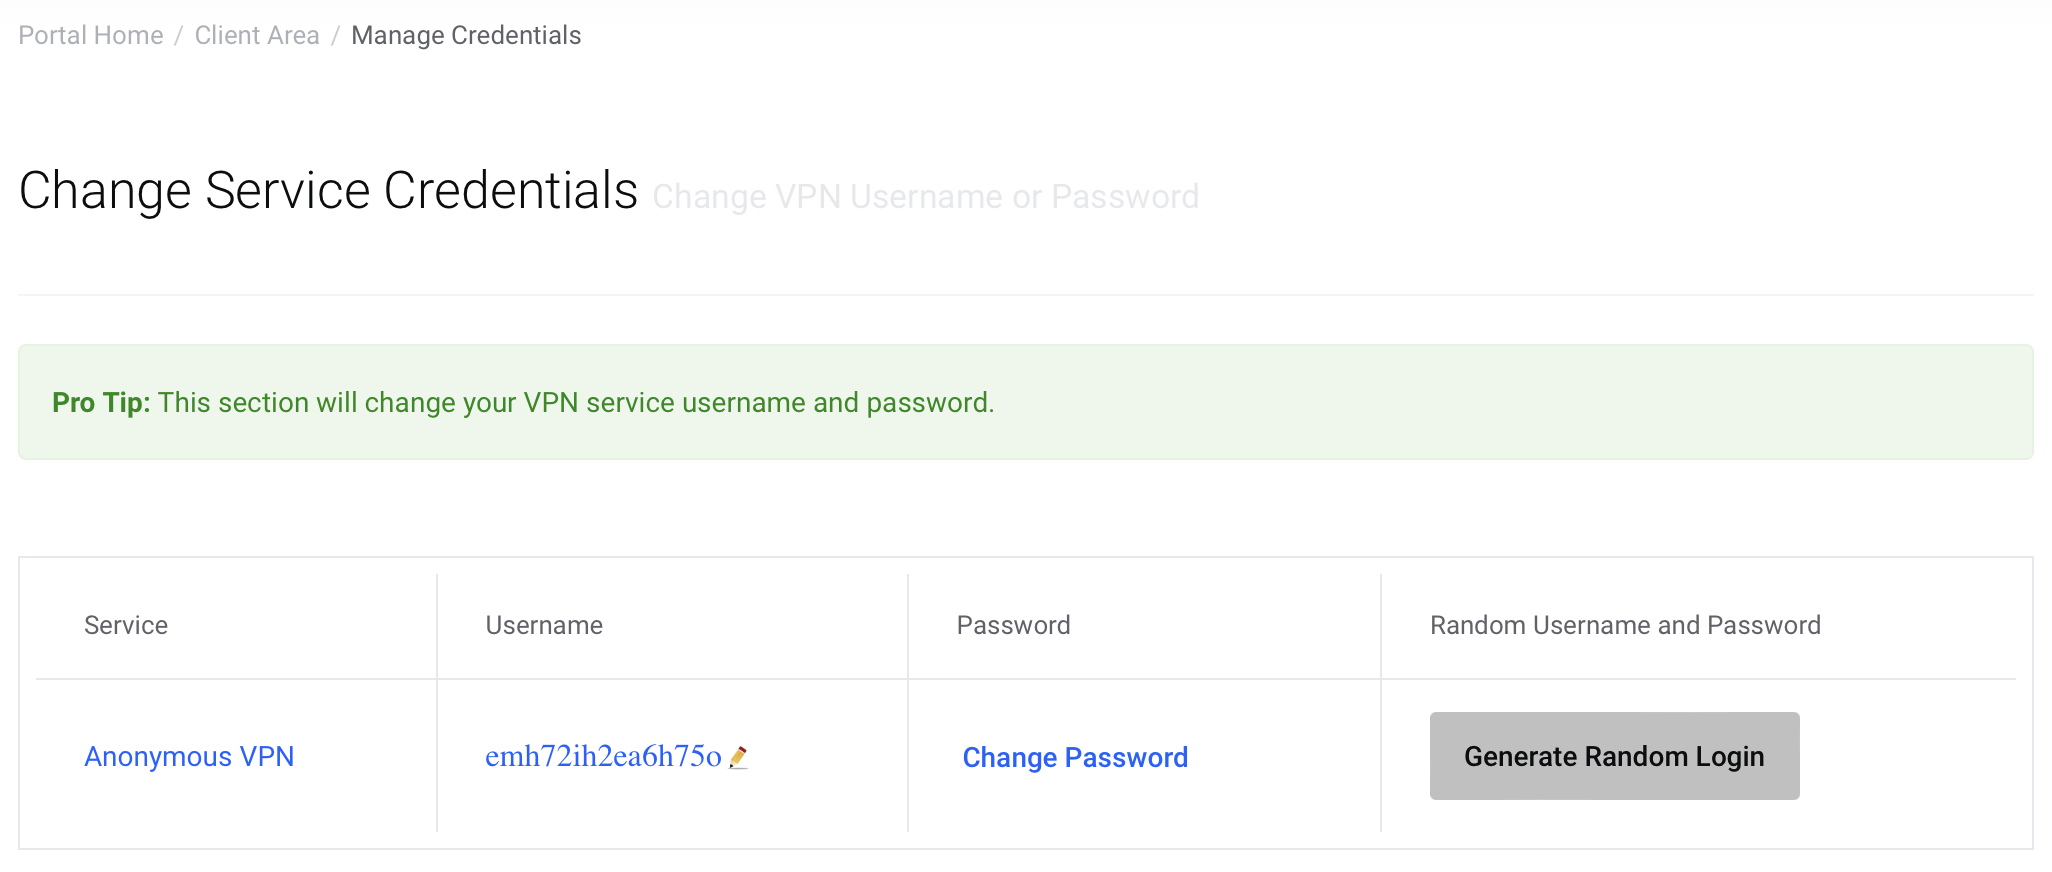 Portal Home / Client Area / Manage Credentials
Change Service Credentials Change VPN Username or Password
Pro Tip: This section will change your VPN service username and password.
Service Username Password Random Username and Password
Anonymous VPN emh72ih2ea6h75o Change Password Generate Random Login